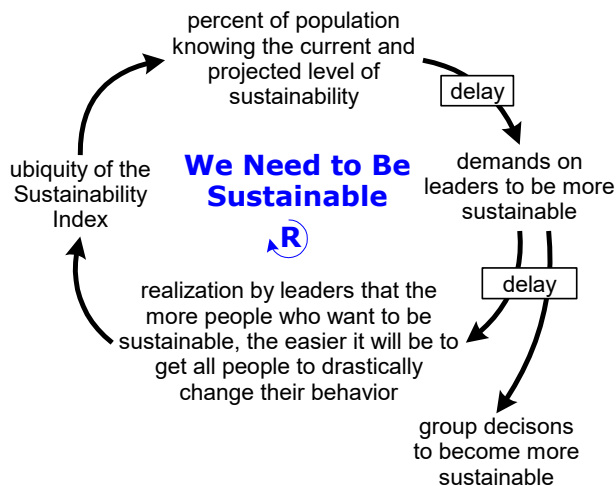 percent of population
knowing the current and
projected level of
sustainability
delay
demands on
leaders to be more
sustainable
ubiquity of the
Sustainability
Index
We Need to Be
Sustainable
R
delay
realization by leaders that the
more people who want to be
sustainable, the easier it will be to
get all people to drastically
change their behavior
group decisons
to become more
sustainable